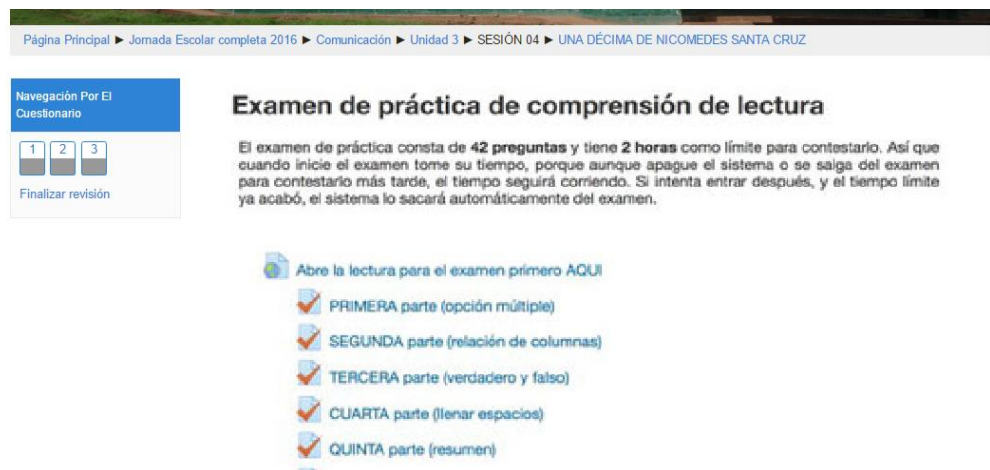 Página Principal ► Jornada Escolar completa 2016 ► Comunicación ► Unidad 3 ► SESIÓN 04 ► UNA DÉCIMA DE NICOMEDES SANTA CRUZ
Navegación Por El
Cuestionario
1 2 3
Finalizar revisión
Examen de práctica de comprensión de lectura
El examen de práctica consta de 42 preguntas y tiene 2 horas como límite para contestarlo. Así que
cuando inicie el examen tome su tiempo, porque aunque apague el sistema o se salga del examen
para contestarlo más tarde, el tiempo seguirá corriendo. Si intenta entrar después, y el tiempo límite
ya acabó, el sistema lo sacará automáticamente del examen.
Abre la lectura para el examen primero AQUI
PRIMERA parte (opción múltiple)
SEGUNDA parte (relación de columnas)
TERCERA parte (verdadero y falso)
CUARTA parte (llenar espacios)
QUINTA parte (resumen)